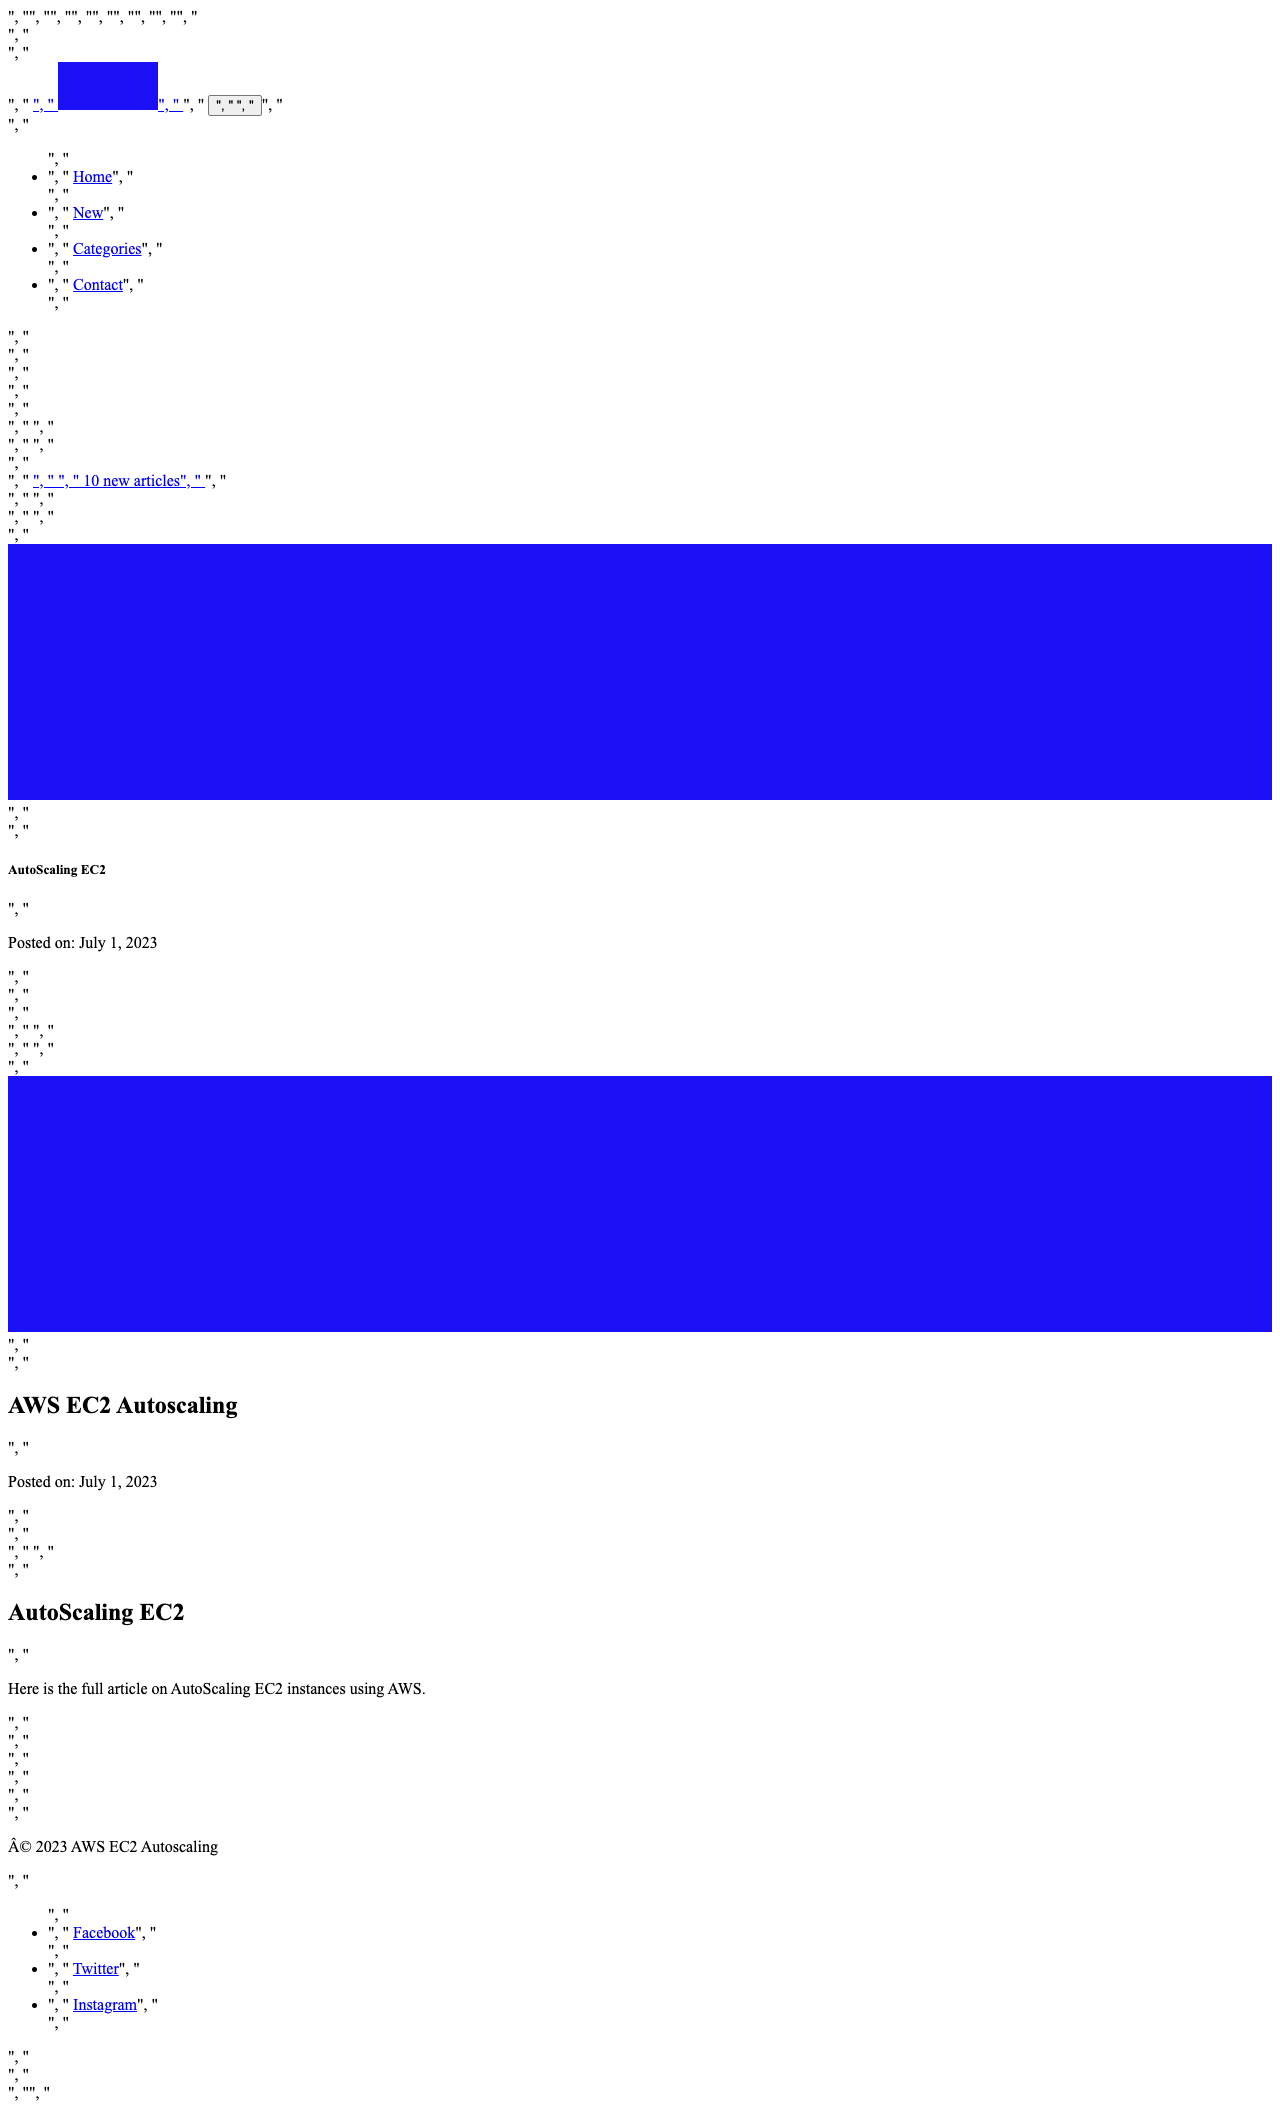 ", "", "", "", "", "", "", "", "", "
", "
", "
", " ", " ", " ", " ", " ", " ", "
", "
", "
", " Home", "
", "
", " New", "
", "
", " Categories", "
", "
", " Contact", "
", "
", "
", "
", "
", "
", "
", " ", "
", " ", "
", "
", " ", " ", " 10 new articles", " ", "
", " ", "
", " ", "
", "
", "
", "
AutoScaling EC2
", "
Posted on: July 1, 2023
", "
", "
", "
", " ", "
", " ", "
", "
", "
", "
AWS EC2 Autoscaling
", "
Posted on: July 1, 2023
", "
", "
", " ", "
", "
AutoScaling EC2
", "
Here is the full article on AutoScaling EC2 instances using AWS.
", "
", "
", "
", "
", "
", "
Â© 2023 AWS EC2 Autoscaling
", "
", "
", " Facebook", "
", "
", " Twitter", "
", "
", " Instagram", "
", "
", "
", "
", "", "